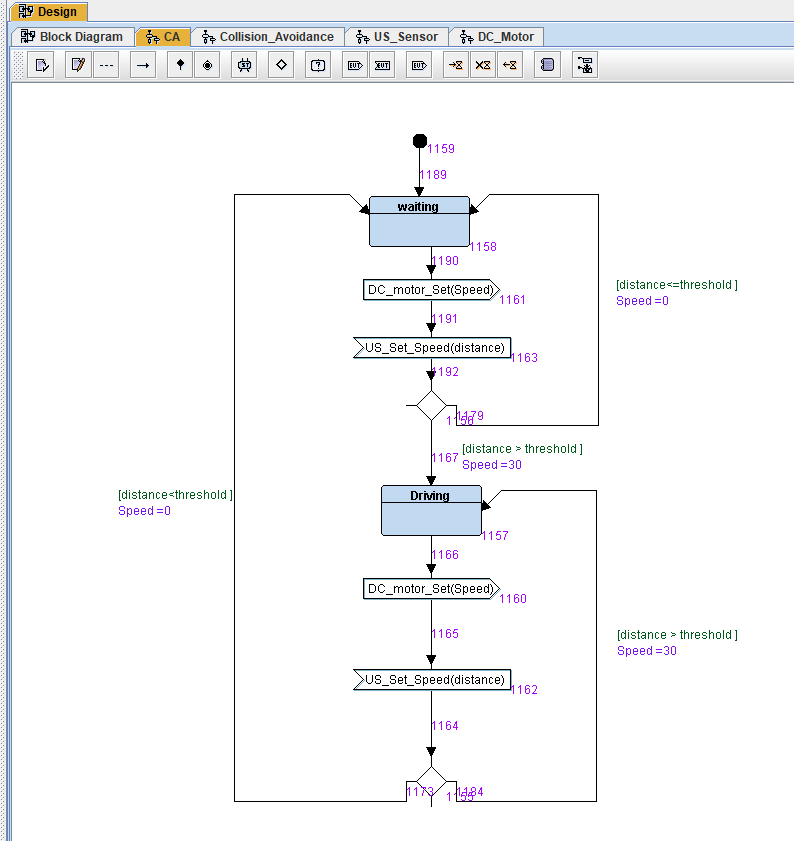 Design
Block Diagram CA Collision_Avoidance US_Sensor DC_Motor
1159
1189
waiting
1158
1190
[distance<=threshold ]
DC_motor_Set(Speed)
1161
Speed =0
1191
US_Set_Speed(distance)
1163
1192
1179
1156
[distance > threshold ]
1167
Speed =30
Driving
[distance<threshold ]
Speed =0
1157
1166
DC_motor_Set(Speed)
1160
1165
[distance > threshold ]
Speed =30
US_Set_Speed(distance)
1162
1164
1173
1184
1155